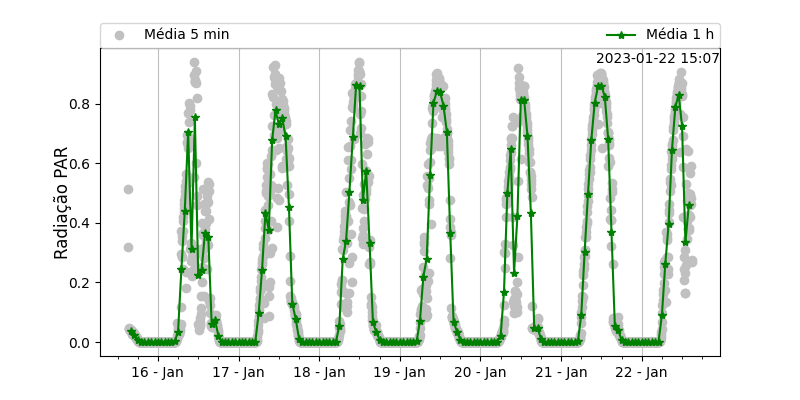 Média 5 min
Média 1 h
2023-01-22 15:07
Radiação PAR
0.8
0.6
0.4
0.2
0.0
16 - Jan
17 - Jan
18 - Jan
19 - Jan
20 - Jan
21 - Jan
22 - Jan